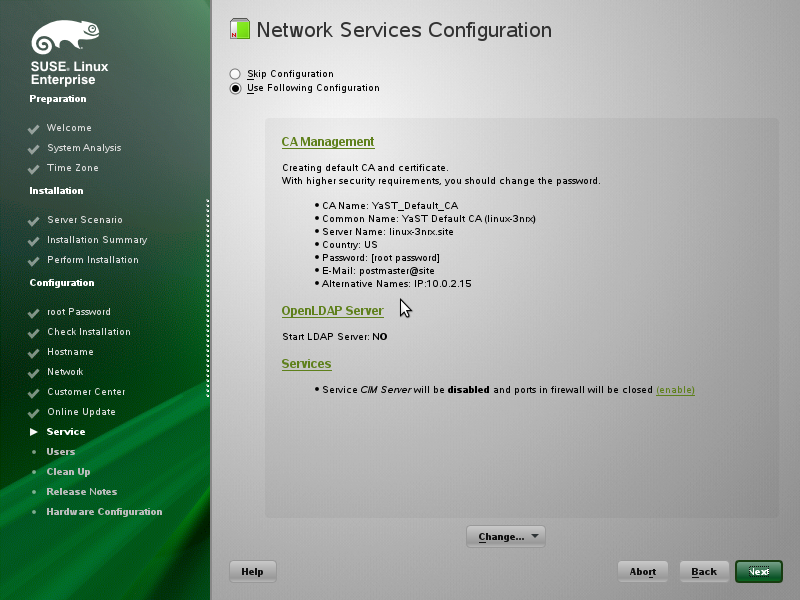 SUSE. Linux
Enterprise
Preparation
Welcome
System Analysis
Time Zone
Installation
Server Scenario
Installation Summary
Perform Installation
Configuration
root Password
Check Installation
Hostname
Network
Customer Center
Online Update
Service
Users
Clean Up
Release Notes
Hardware Configuration
Network Services Configuration
Skip Configuration
Use Following Configuration
CA Management
Creating default CA and certificate.
With higher security requirements, you should change the password.
• CA Name: YaST_Default_CA
• Common Name: YaST Default CA (linux-3nrx)
• Server Name: linux-3nrx.site
• Country: US
• Password: [root password]
• E-Mail: postmaster@site
• Alternative Names: IP:10.0.2.15
OpenLDAP Server
Start LDAP Server: NO
Services
• Service CIM Server will be disabled and ports in firewall will be closed (enable)
Change...
Help
Abort
Back
Next